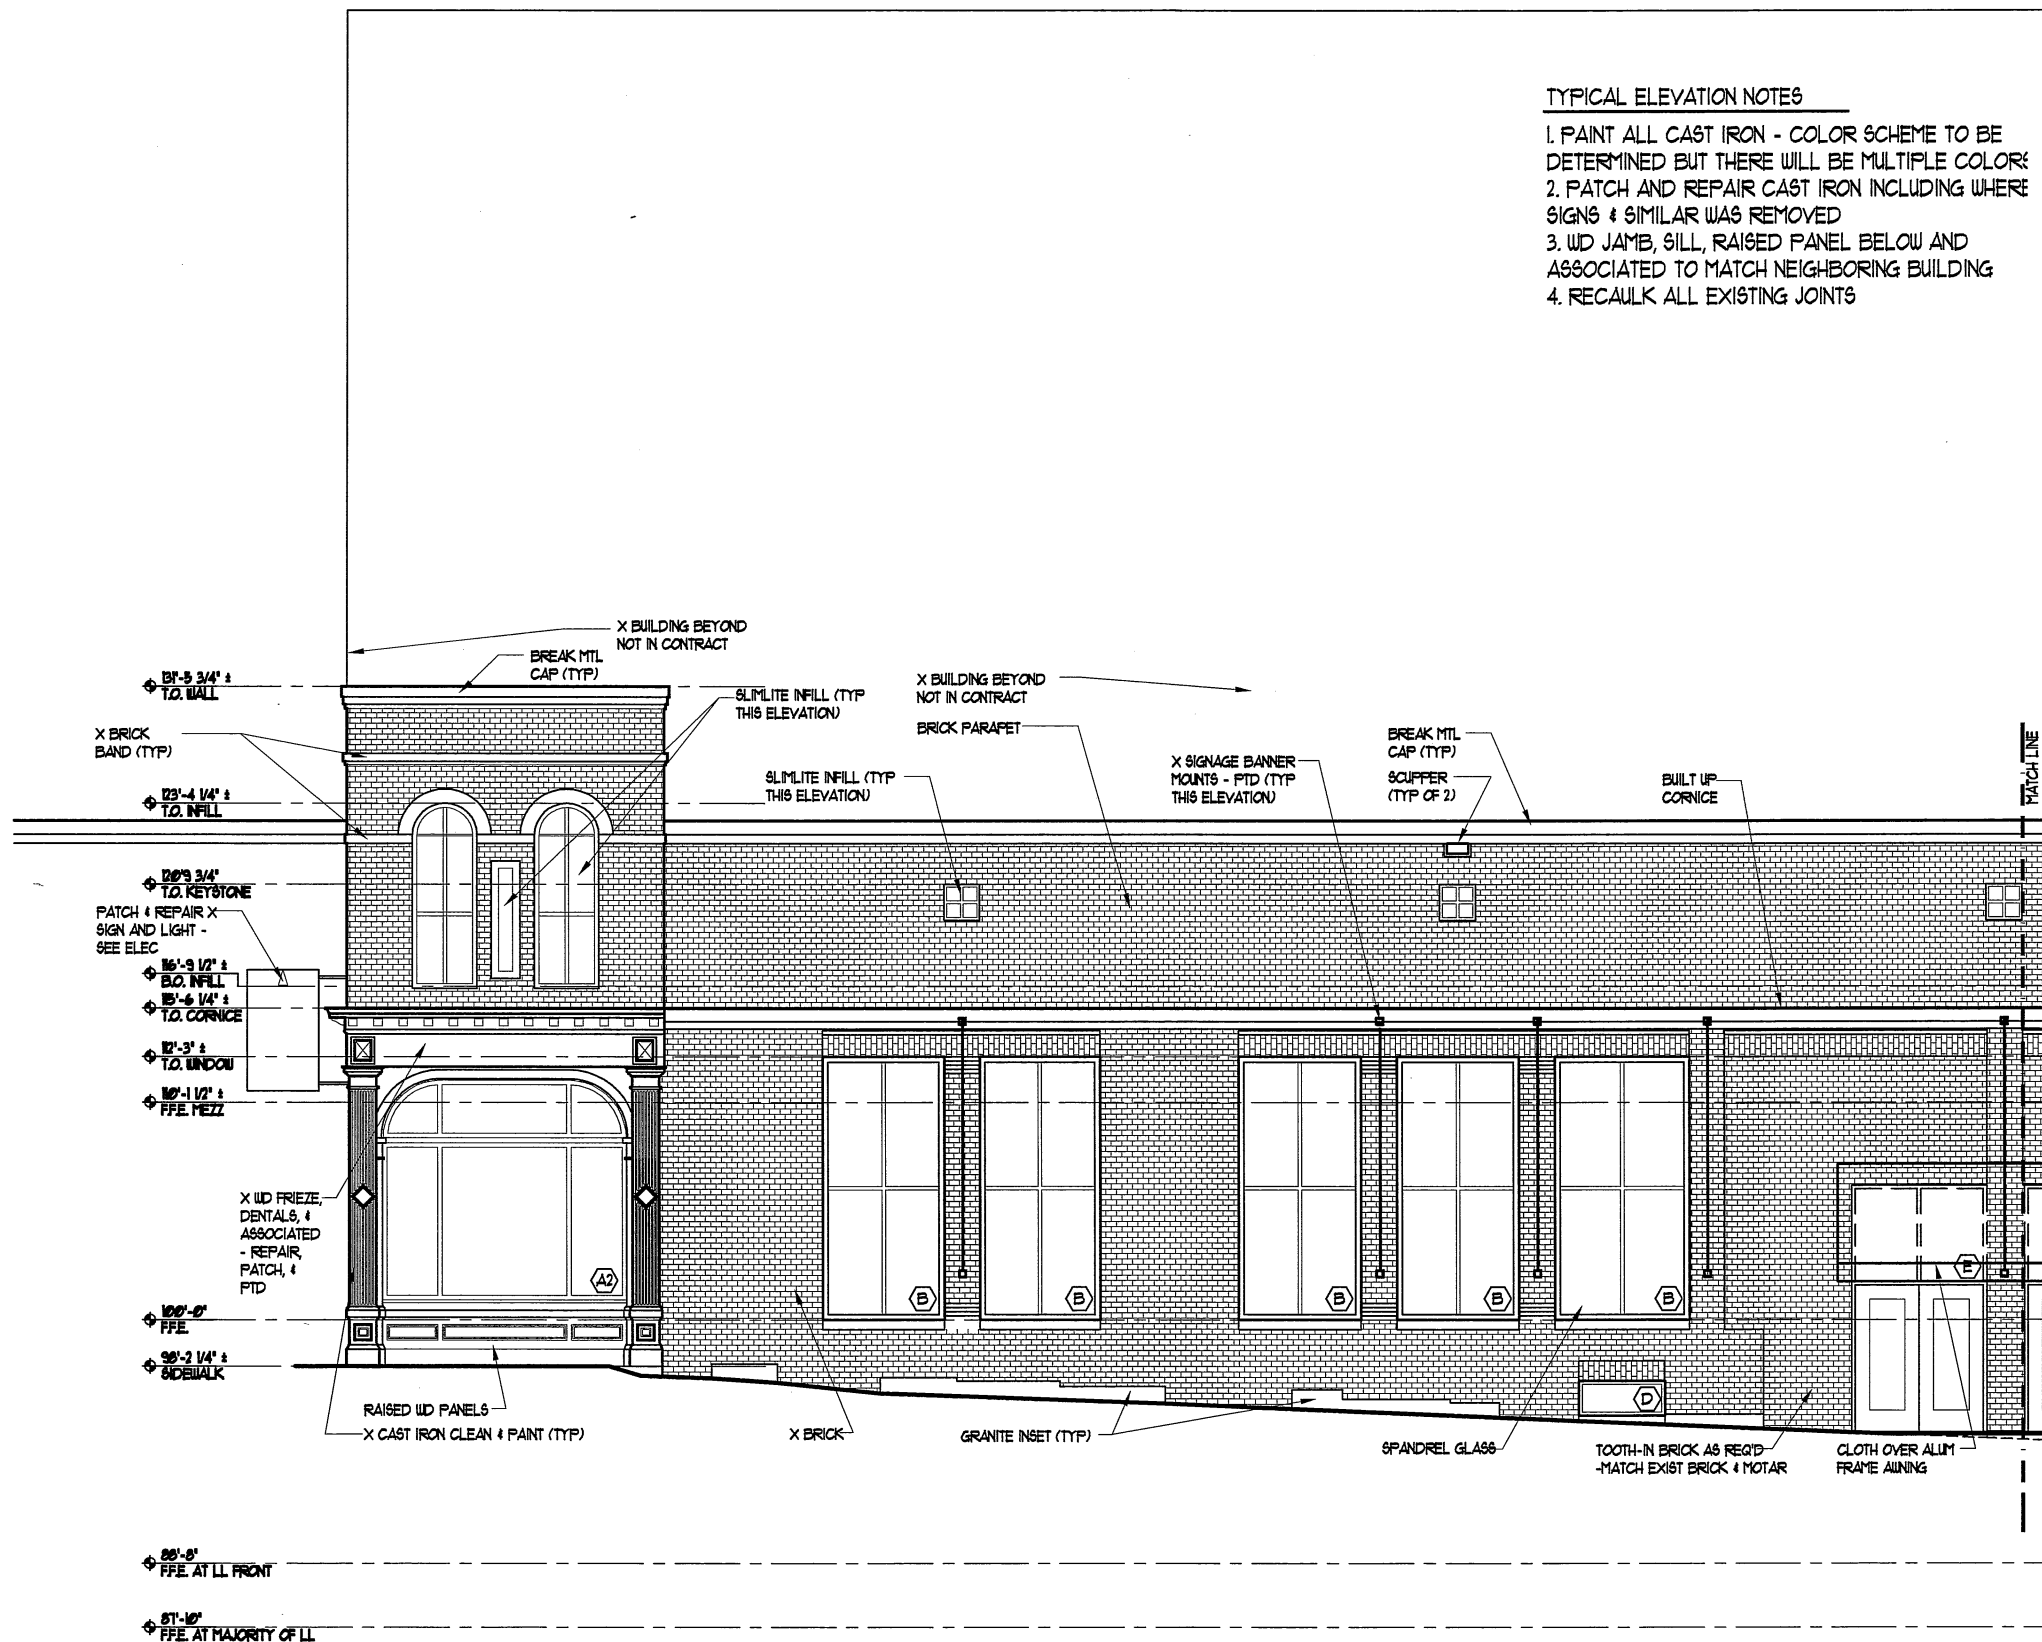 TYPICAL ELEVATION NOTES
1. PAINT ALL CAST IRON - COLOR SCHEME TO BE
DETERMINED BUT THERE WILL BE MULTIPLE COLORS
2. PATCH AND REPAIR CAST IRON INCLUDING WHERE
SIGNS & SIMILAR WAS REMOVED
3. WD JAMB, SILL, RAISED PANEL BELOW AND
ASSOCIATED TO MATCH NEIGHBORING BUILDING
4. RECAULK ALL EXISTING JOINTS
X BUILDING BEYOND
NOT IN CONTRACT
BREAK MTL
CAP (TYP)
131'-5 3/4" ±
T.O. WALL
SLIMLITE INFILL (TYP
THIS ELEVATION)
X BUILDING BEYOND
NOT IN CONTRACT
BRICK PARAPET
X BRICK
BAND (TYP)
SLIMLITE INFILL (TYP
THIS ELEVATION)
X SIGNAGE BANNER
MOUNTS - PTD (TYP
THIS ELEVATION)
BREAK MTL
CAP (TYP)
SCUPPER
(TYP OF 2)
BUILT UP
CORNICE
MATCH LINE
123'-4 1/4" ±
T.O. INFILL
120'9 3/4"
T.O. KEYSTONE
PATCH & REPAIR X
SIGN AND LIGHT -
SEE ELEC
116'-9 1/2" ±
B.O. INFILL
115'-6 1/4" ±
T.O. CORNICE
112'-3" ±
T.O. WINDOW
110'-1 1/2" ±
F.F.E. MEZZ
X WD FRIEZE,
DENTALS, &
ASSOCIATED
- REPAIR,
PATCH, &
PTD
A2
B
B
B
B
B
E
D
100'-0"
F.F.E.
98'-2 1/4" ±
SIDEWALK
RAISED WD PANELS
X CAST IRON CLEAN & PAINT (TYP)
X BRICK
GRANITE INSET (TYP)
SPANDREL GLASS
TOOTH-IN BRICK AS REQ'D
-MATCH EXIST BRICK & MOTAR
CLOTH OVER ALUM
FRAME AWNING
88'-8"
F.F.E. AT LL FRONT
87'-10"
F.F.E. AT MAJORITY OF LL